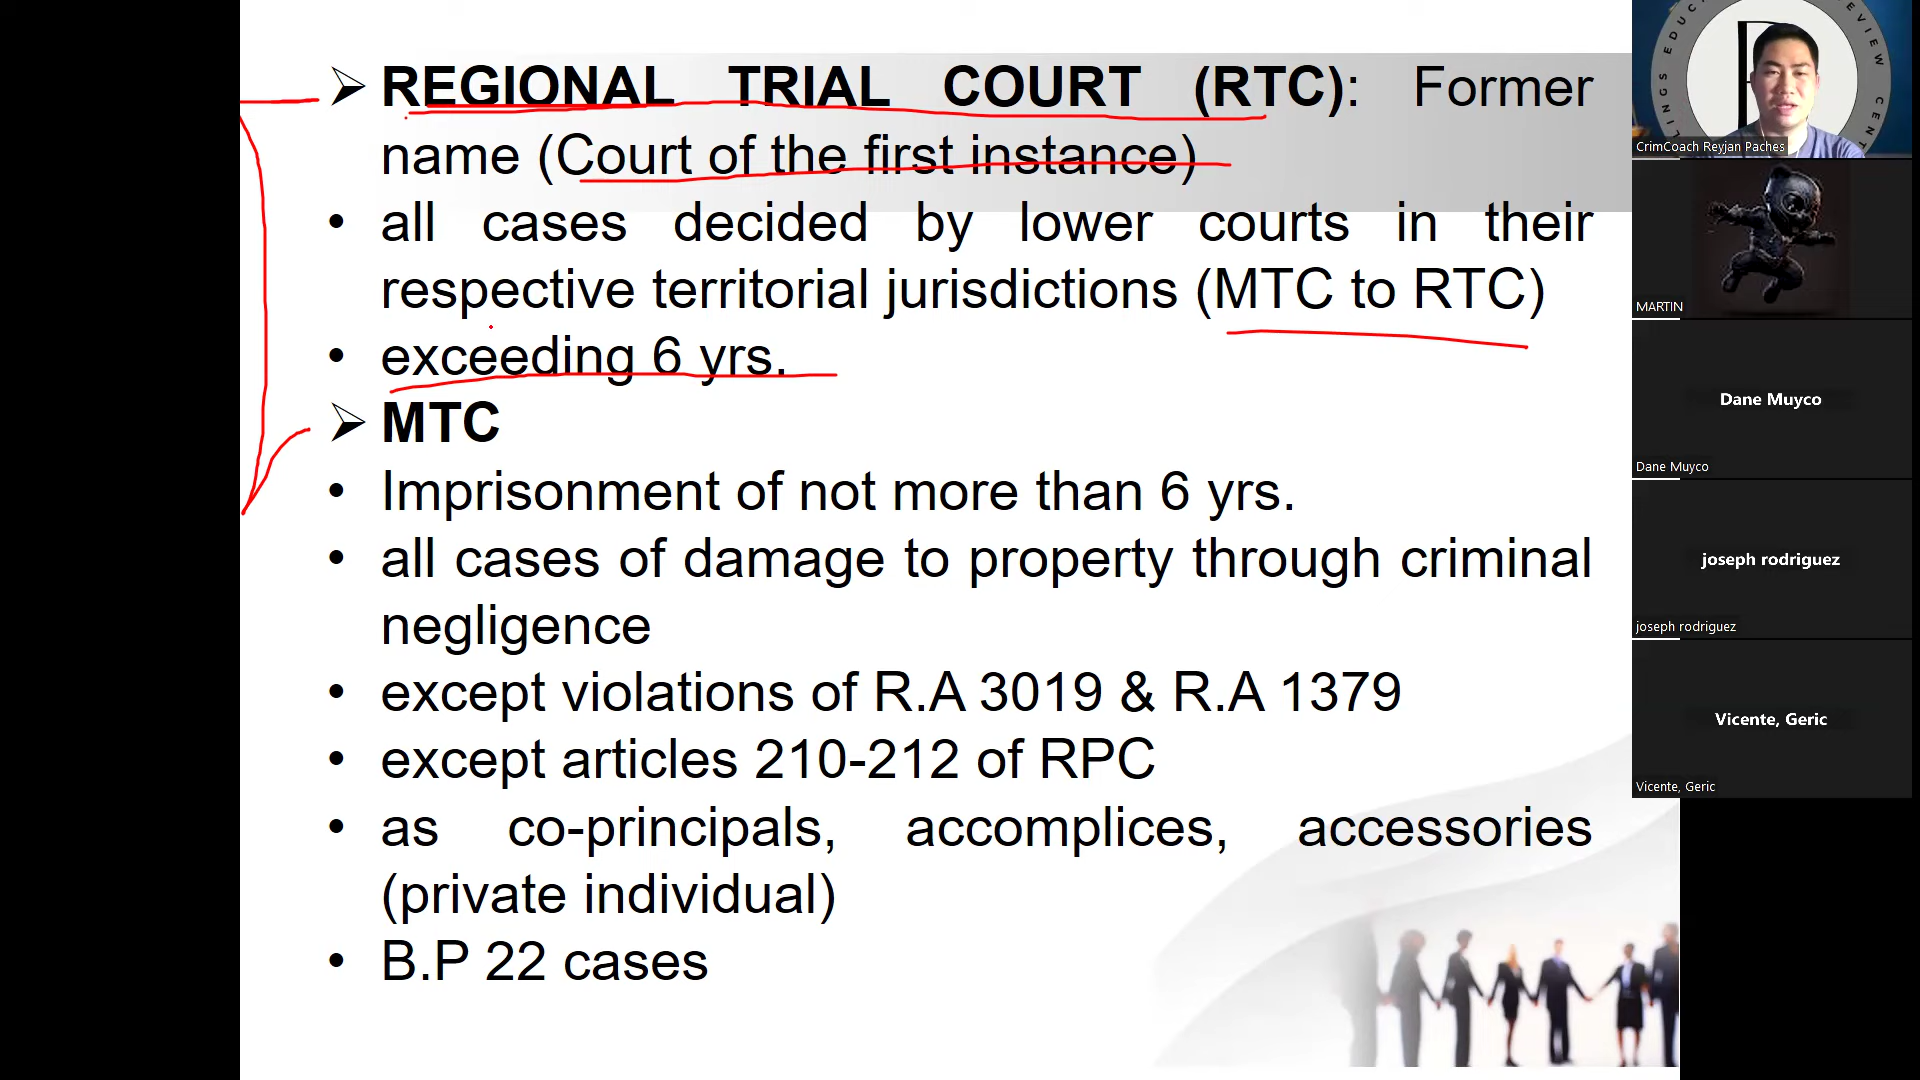 ➢ REGIONAL TRIAL COURT (RTC): Former
name (Court of the first instance)
• all cases decided by lower courts in their
respective territorial jurisdictions (MTC to RTC)
• exceeding 6 yrs.
➢ MTC
• Imprisonment of not more than 6 yrs.
• all cases of damage to property through criminal
negligence
• except violations of R.A 3019 & R.A 1379
• except articles 210-212 of RPC
• as co-principals, accomplices, accessories
(private individual)
• B.P 22 cases
CrimCoach Reyjan Paches
MARTIN
Dane Muyco
Dane Muyco
joseph rodriguez
joseph rodriguez
Vicente, Geric
Vicente, Geric